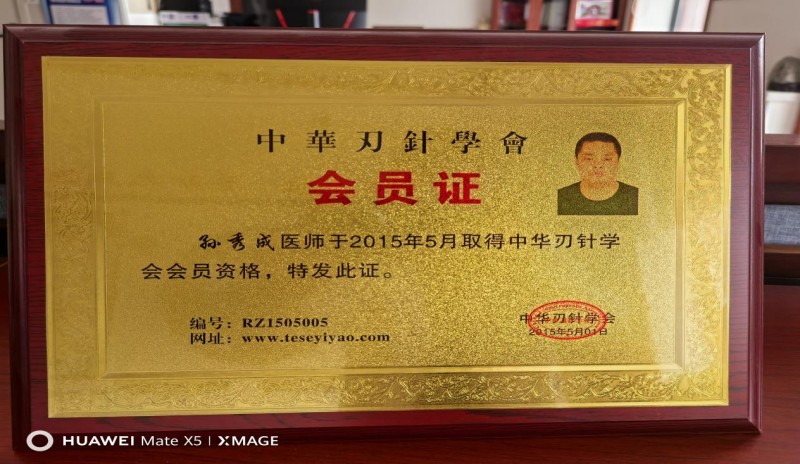 中華刃針學會
会员证
孙秀成医师于2015年5月取得中华刃针学
会会员资格，特发此证。
编号：RZ1505005
网址：www.teseyiyao.com
中华刃针学会
2015年5月01日
HUAWEI Mate X5 | XMAGE